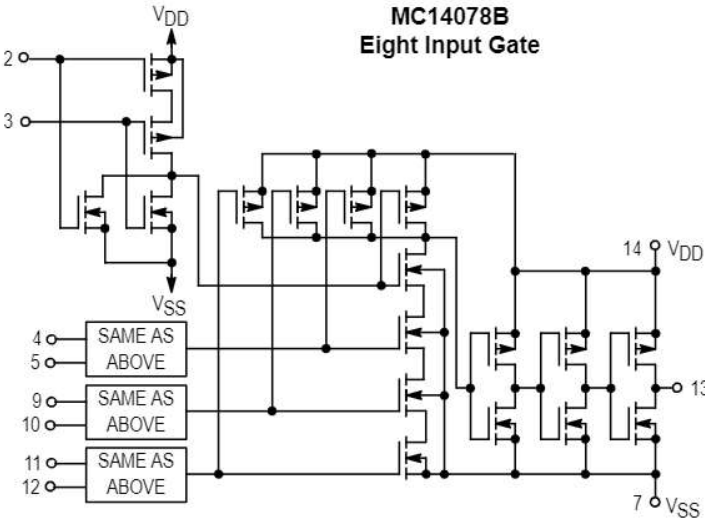 MC14078B
Eight Input Gate
VDD
2
3
VSS
14 VDD
4
5
SAME AS
ABOVE
9
10
SAME AS
ABOVE
11
12
SAME AS
ABOVE
13
7 VSS